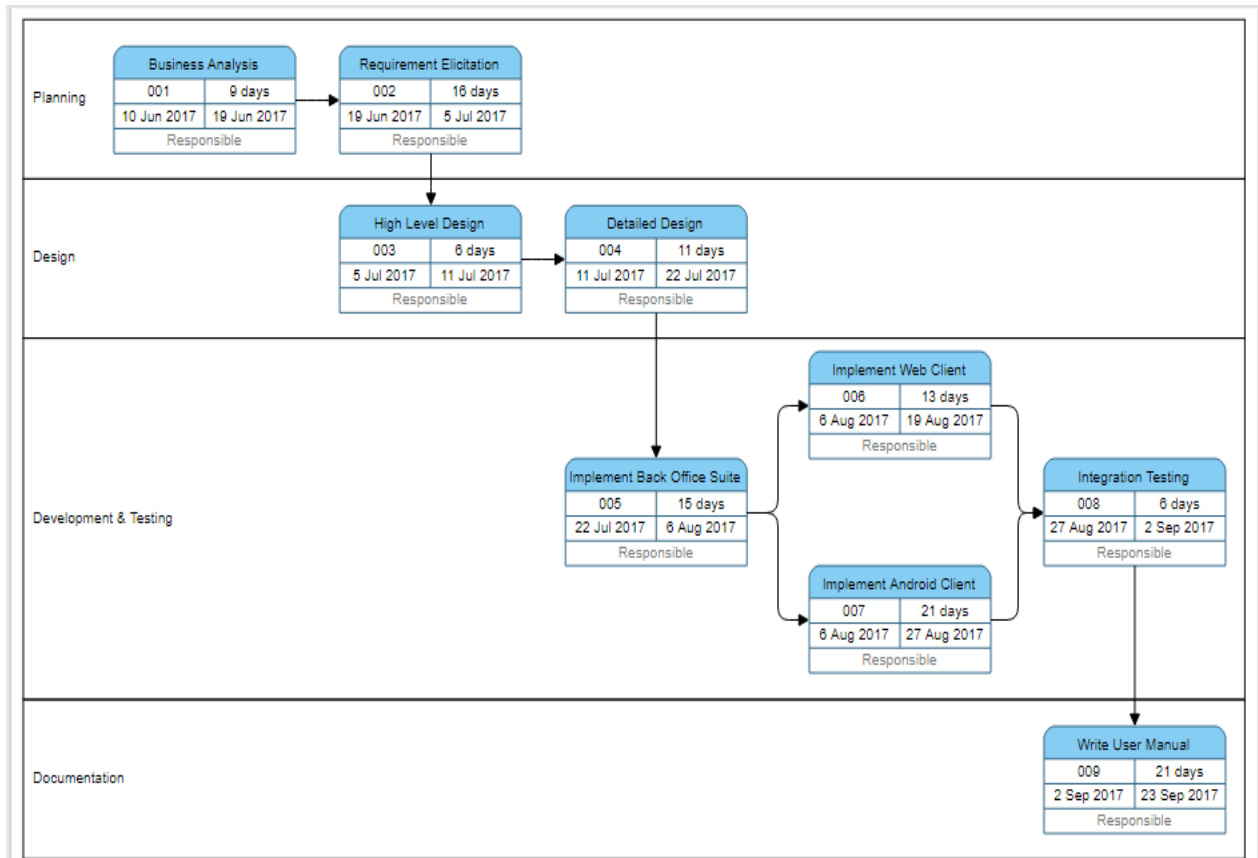 Planning
Business Analysis
001 9 days
10 Jun 2017 19 Jun 2017
Responsible
Requirement Elicitation
002 16 days
19 Jun 2017 5 Jul 2017
Responsible
Design
High Level Design
003 6 days
5 Jul 2017 11 Jul 2017
Responsible
Detailed Design
004 11 days
11 Jul 2017 22 Jul 2017
Responsible
Development & Testing
Implement Back Office Suite
005 15 days
22 Jul 2017 6 Aug 2017
Responsible
Implement Web Client
006 13 days
6 Aug 2017 19 Aug 2017
Responsible
Implement Android Client
007 21 days
6 Aug 2017 27 Aug 2017
Responsible
Integration Testing
008 6 days
27 Aug 2017 2 Sep 2017
Responsible
Documentation
Write User Manual
009 21 days
2 Sep 2017 23 Sep 2017
Responsible